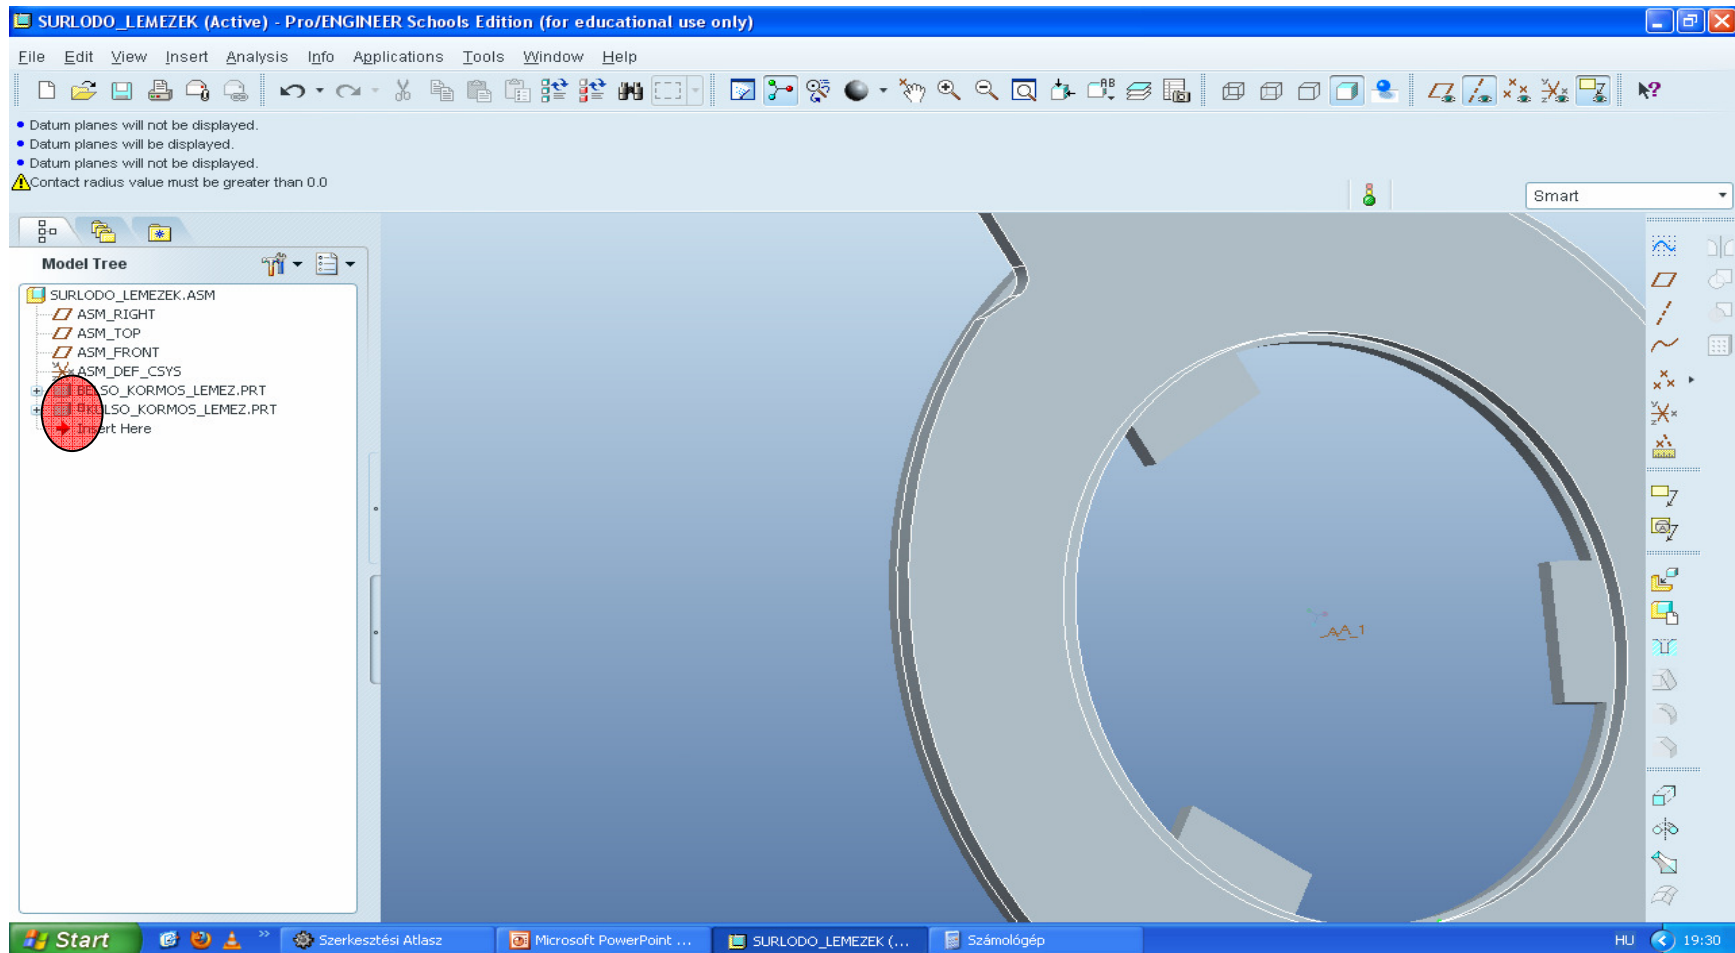 SURLODO_LEMEZEK (Active) - Pro/ENGINEER Schools Edition (for educational use only)
File Edit View Insert Analysis Info Applications Tools Window Help
Datum planes will not be displayed.
Datum planes will be displayed.
Datum planes will not be displayed.
Contact radius value must be greater than 0.0
Smart
Model Tree
SURLODO_LEMEZEK.ASM
ASM_RIGHT
ASM_TOP
ASM_FRONT
ASM_DEF_CSYS
BELSO_KORMOS_LEMEZ.PRT
KULSO_KORMOS_LEMEZ.PRT
Insert Here
AA_1
Start
Szerkesztési Atlasz
Microsoft PowerPoint ...
SURLODO_LEMEZEK (...
Számológép
HU
19:30